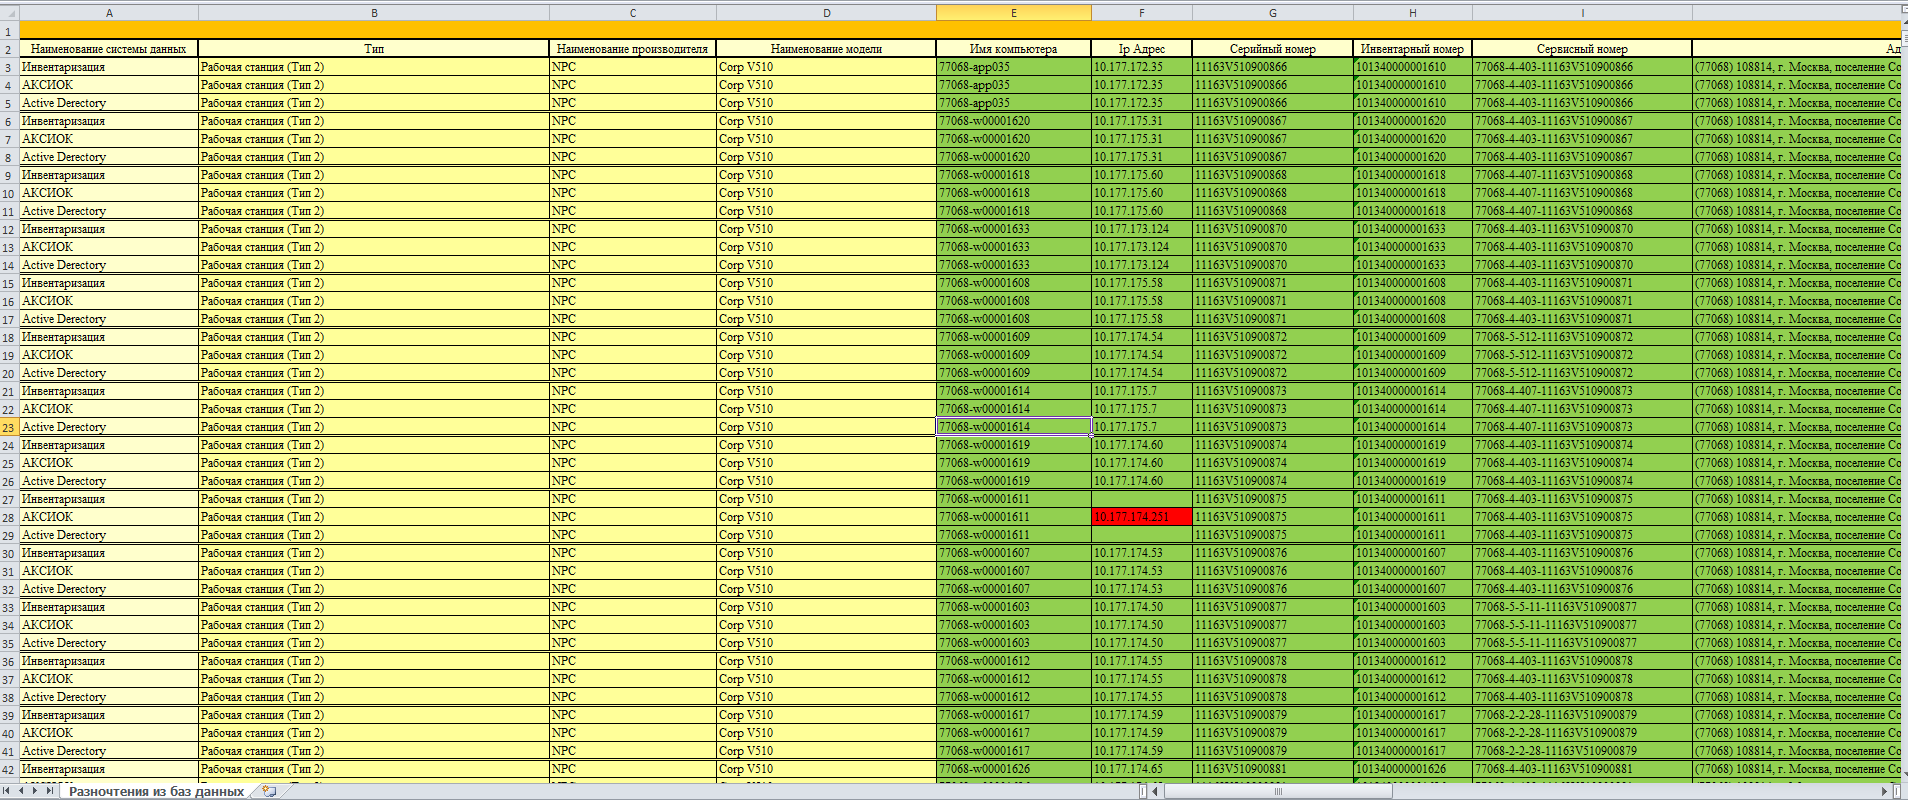 A B C D E F G H I
1
2 Наименование системы данных Тип Наименование производителя Наименование модели Имя компьютера Ip Адрес Серийный номер Инвентарный номер Сервисный номер Ад
3 Инвентаризация Рабочая станция (Тип 2) NPC Corp V510 77068-app035 10.177.172.35 11163V510900866 101340000001610 77068-4-403-11163V510900866 (77068) 108814, г. Москва, поселение Со
4 АКСИОК Рабочая станция (Тип 2) NPC Corp V510 77068-app035 10.177.172.35 11163V510900866 101340000001610 77068-4-403-11163V510900866 (77068) 108814, г. Москва, поселение Со
5 Active Derectory Рабочая станция (Тип 2) NPC Corp V510 77068-app035 10.177.172.35 11163V510900866 101340000001610 77068-4-403-11163V510900866 (77068) 108814, г. Москва, поселение Со
6 Инвентаризация Рабочая станция (Тип 2) NPC Corp V510 77068-w00001620 10.177.175.31 11163V510900867 101340000001620 77068-4-403-11163V510900867 (77068) 108814, г. Москва, поселение Со
7 АКСИОК Рабочая станция (Тип 2) NPC Corp V510 77068-w00001620 10.177.175.31 11163V510900867 101340000001620 77068-4-403-11163V510900867 (77068) 108814, г. Москва, поселение Со
8 Active Derectory Рабочая станция (Тип 2) NPC Corp V510 77068-w00001620 10.177.175.31 11163V510900867 101340000001620 77068-4-403-11163V510900867 (77068) 108814, г. Москва, поселение Со
9 Инвентаризация Рабочая станция (Тип 2) NPC Corp V510 77068-w00001618 10.177.175.60 11163V510900868 101340000001618 77068-4-407-11163V510900868 (77068) 108814, г. Москва, поселение Со
10 АКСИОК Рабочая станция (Тип 2) NPC Corp V510 77068-w00001618 10.177.175.60 11163V510900868 101340000001618 77068-4-407-11163V510900868 (77068) 108814, г. Москва, поселение Со
11 Active Derectory Рабочая станция (Тип 2) NPC Corp V510 77068-w00001618 10.177.175.60 11163V510900868 101340000001618 77068-4-407-11163V510900868 (77068) 108814, г. Москва, поселение Со
12 Инвентаризация Рабочая станция (Тип 2) NPC Corp V510 77068-w00001633 10.177.173.124 11163V510900870 101340000001633 77068-4-403-11163V510900870 (77068) 108814, г. Москва, поселение Со
13 АКСИОК Рабочая станция (Тип 2) NPC Corp V510 77068-w00001633 10.177.173.124 11163V510900870 101340000001633 77068-4-403-11163V510900870 (77068) 108814, г. Москва, поселение Со
14 Active Derectory Рабочая станция (Тип 2) NPC Corp V510 77068-w00001633 10.177.173.124 11163V510900870 101340000001633 77068-4-403-11163V510900870 (77068) 108814, г. Москва, поселение Со
15 Инвентаризация Рабочая станция (Тип 2) NPC Corp V510 77068-w00001608 10.177.175.58 11163V510900871 101340000001608 77068-4-403-11163V510900871 (77068) 108814, г. Москва, поселение Со
16 АКСИОК Рабочая станция (Тип 2) NPC Corp V510 77068-w00001608 10.177.175.58 11163V510900871 101340000001608 77068-4-403-11163V510900871 (77068) 108814, г. Москва, поселение Со
17 Active Derectory Рабочая станция (Тип 2) NPC Corp V510 77068-w00001608 10.177.175.58 11163V510900871 101340000001608 77068-4-403-11163V510900871 (77068) 108814, г. Москва, поселение Со
18 Инвентаризация Рабочая станция (Тип 2) NPC Corp V510 77068-w00001609 10.177.174.54 11163V510900872 101340000001609 77068-5-512-11163V510900872 (77068) 108814, г. Москва, поселение Со
19 АКСИОК Рабочая станция (Тип 2) NPC Corp V510 77068-w00001609 10.177.174.54 11163V510900872 101340000001609 77068-5-512-11163V510900872 (77068) 108814, г. Москва, поселение Со
20 Active Derectory Рабочая станция (Тип 2) NPC Corp V510 77068-w00001609 10.177.174.54 11163V510900872 101340000001609 77068-5-512-11163V510900872 (77068) 108814, г. Москва, поселение Со
21 Инвентаризация Рабочая станция (Тип 2) NPC Corp V510 77068-w00001614 10.177.175.7 11163V510900873 101340000001614 77068-4-407-11163V510900873 (77068) 108814, г. Москва, поселение Со
22 АКСИОК Рабочая станция (Тип 2) NPC Corp V510 77068-w00001614 10.177.175.7 11163V510900873 101340000001614 77068-4-407-11163V510900873 (77068) 108814, г. Москва, поселение Со
23 Active Derectory Рабочая станция (Тип 2) NPC Corp V510 77068-w00001614 10.177.175.7 11163V510900873 101340000001614 77068-4-407-11163V510900873 (77068) 108814, г. Москва, поселение Со
24 Инвентаризация Рабочая станция (Тип 2) NPC Corp V510 77068-w00001619 10.177.174.60 11163V510900874 101340000001619 77068-4-403-11163V510900874 (77068) 108814, г. Москва, поселение Со
25 АКСИОК Рабочая станция (Тип 2) NPC Corp V510 77068-w00001619 10.177.174.60 11163V510900874 101340000001619 77068-4-403-11163V510900874 (77068) 108814, г. Москва, поселение Со
26 Active Derectory Рабочая станция (Тип 2) NPC Corp V510 77068-w00001619 10.177.174.60 11163V510900874 101340000001619 77068-4-403-11163V510900874 (77068) 108814, г. Москва, поселение Со
27 Инвентаризация Рабочая станция (Тип 2) NPC Corp V510 77068-w00001611 11163V510900875 101340000001611 77068-4-403-11163V510900875 (77068) 108814, г. Москва, поселение Со
28 АКСИОК Рабочая станция (Тип 2) NPC Corp V510 77068-w00001611 10.177.174.251 11163V510900875 101340000001611 77068-4-403-11163V510900875 (77068) 108814, г. Москва, поселение Со
29 Active Derectory Рабочая станция (Тип 2) NPC Corp V510 77068-w00001611 11163V510900875 101340000001611 77068-4-403-11163V510900875 (77068) 108814, г. Москва, поселение Со
30 Инвентаризация Рабочая станция (Тип 2) NPC Corp V510 77068-w00001607 10.177.174.53 11163V510900876 101340000001607 77068-4-403-11163V510900876 (77068) 108814, г. Москва, поселение Со
31 АКСИОК Рабочая станция (Тип 2) NPC Corp V510 77068-w00001607 10.177.174.53 11163V510900876 101340000001607 77068-4-403-11163V510900876 (77068) 108814, г. Москва, поселение Со
32 Active Derectory Рабочая станция (Тип 2) NPC Corp V510 77068-w00001607 10.177.174.53 11163V510900876 101340000001607 77068-4-403-11163V510900876 (77068) 108814, г. Москва, поселение Со
33 Инвентаризация Рабочая станция (Тип 2) NPC Corp V510 77068-w00001603 10.177.174.50 11163V510900877 101340000001603 77068-5-5-11-11163V510900877 (77068) 108814, г. Москва, поселение Со
34 АКСИОК Рабочая станция (Тип 2) NPC Corp V510 77068-w00001603 10.177.174.50 11163V510900877 101340000001603 77068-5-5-11-11163V510900877 (77068) 108814, г. Москва, поселение Со
35 Active Derectory Рабочая станция (Тип 2) NPC Corp V510 77068-w00001603 10.177.174.50 11163V510900877 101340000001603 77068-5-5-11-11163V510900877 (77068) 108814, г. Москва, поселение Со
36 Инвентаризация Рабочая станция (Тип 2) NPC Corp V510 77068-w00001612 10.177.174.55 11163V510900878 101340000001612 77068-4-403-11163V510900878 (77068) 108814, г. Москва, поселение Со
37 АКСИОК Рабочая станция (Тип 2) NPC Corp V510 77068-w00001612 10.177.174.55 11163V510900878 101340000001612 77068-4-403-11163V510900878 (77068) 108814, г. Москва, поселение Со
38 Active Derectory Рабочая станция (Тип 2) NPC Corp V510 77068-w00001612 10.177.174.55 11163V510900878 101340000001612 77068-4-403-11163V510900878 (77068) 108814, г. Москва, поселение Со
39 Инвентаризация Рабочая станция (Тип 2) NPC Corp V510 77068-w00001617 10.177.174.59 11163V510900879 101340000001617 77068-2-2-28-11163V510900879 (77068) 108814, г. Москва, поселение Со
40 АКСИОК Рабочая станция (Тип 2) NPC Corp V510 77068-w00001617 10.177.174.59 11163V510900879 101340000001617 77068-2-2-28-11163V510900879 (77068) 108814, г. Москва, поселение Со
41 Active Derectory Рабочая станция (Тип 2) NPC Corp V510 77068-w00001617 10.177.174.59 11163V510900879 101340000001617 77068-2-2-28-11163V510900879 (77068) 108814, г. Москва, поселение Со
42 Инвентаризация Рабочая станция (Тип 2) NPC Corp V510 77068-w00001626 10.177.174.65 11163V510900881 101340000001626 77068-4-403-11163V510900881 (77068) 108814, г. Москва, поселение Со
Разночтения из баз данных